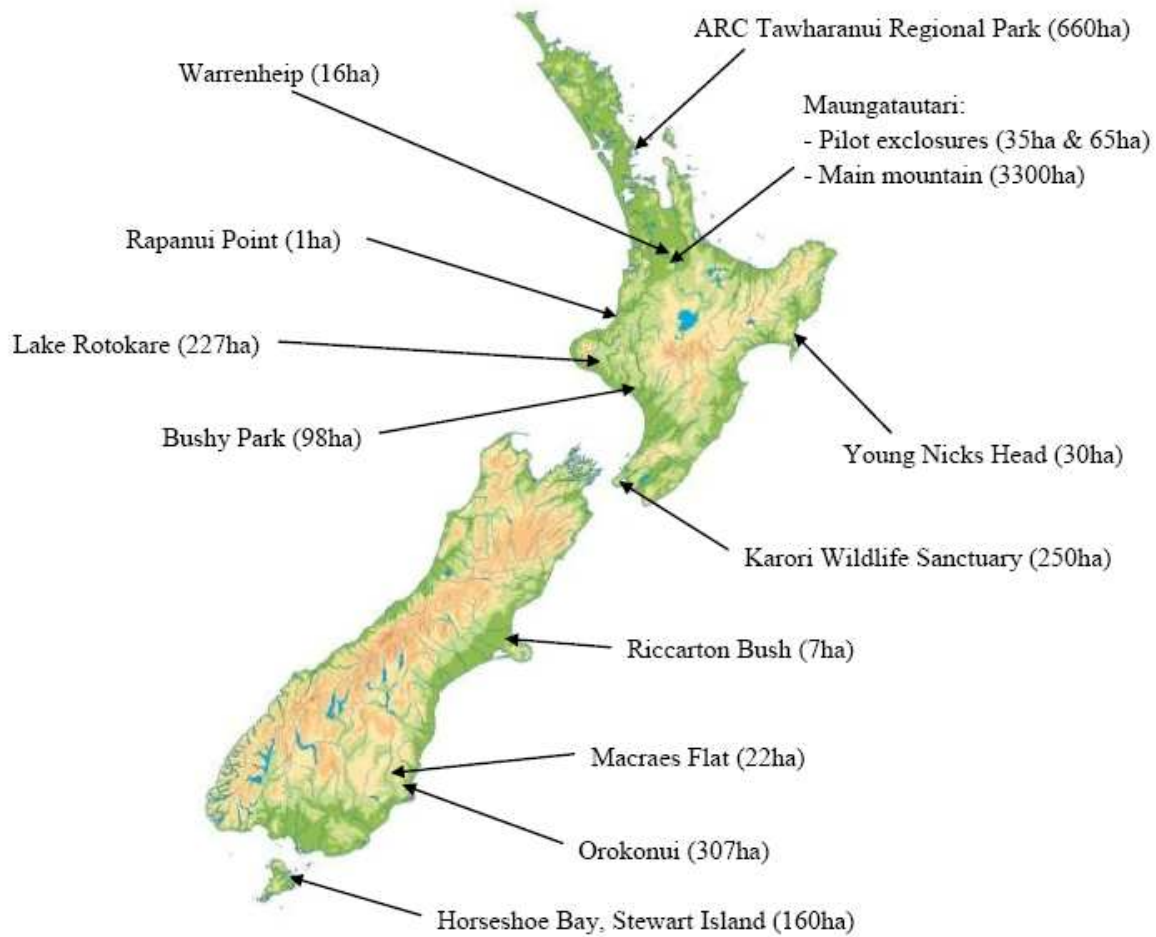 ARC Tawharanui Regional Park (660ha)
Warrenheip (16ha)
Maungatautari:
- Pilot exclosures (35ha & 65ha)
- Main mountain (3300ha)
Rapanui Point (1ha)
Lake Rotokare (227ha)
Bushy Park (98ha)
Young Nicks Head (30ha)
Karori Wildlife Sanctuary (250ha)
Riccarton Bush (7ha)
Macraes Flat (22ha)
Orokonui (307ha)
Horseshoe Bay, Stewart Island (160ha)